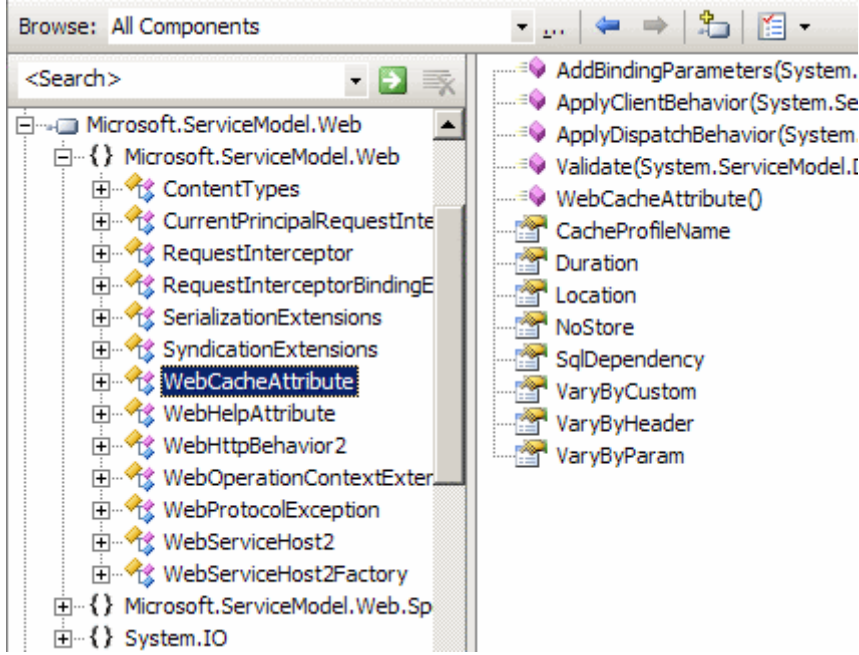 Browse: All Components
<Search>
Microsoft.ServiceModel.Web
{} Microsoft.ServiceModel.Web
ContentTypes
CurrentPrincipalRequestInte
RequestInterceptor
RequestInterceptorBindingE
SerializationExtensions
SyndicationExtensions
WebCacheAttribute
WebHelpAttribute
WebHttpBehavior2
WebOperationContextExter
WebProtocolException
WebServiceHost2
WebServiceHost2Factory
{} Microsoft.ServiceModel.Web.Sp
{} System.IO
AddBindingParameters(System.
ApplyClientBehavior(System.Se
ApplyDispatchBehavior(System.
Validate(System.ServiceModel.D
WebCacheAttribute()
CacheProfileName
Duration
Location
NoStore
SqlDependency
VaryByCustom
VaryByHeader
VaryByParam